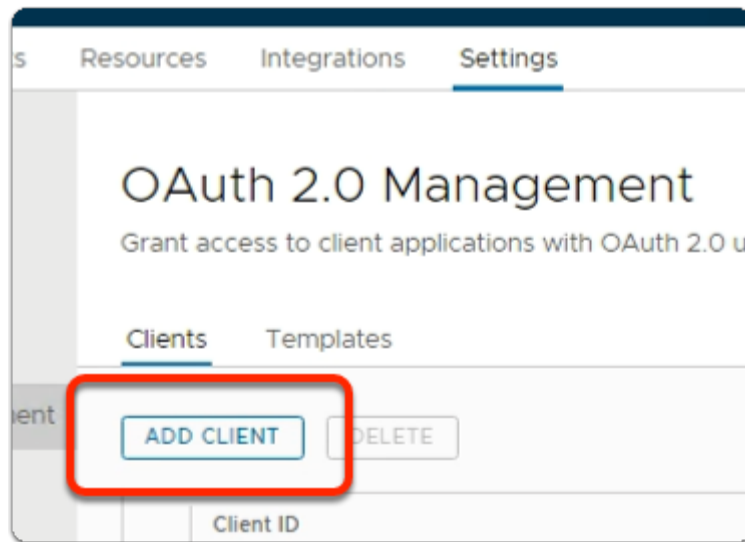 Resources Integrations Settings
OAuth 2.0 Management
Grant access to client applications with OAuth 2.0
Clients Templates
ADD CLIENT DELETE
Client ID